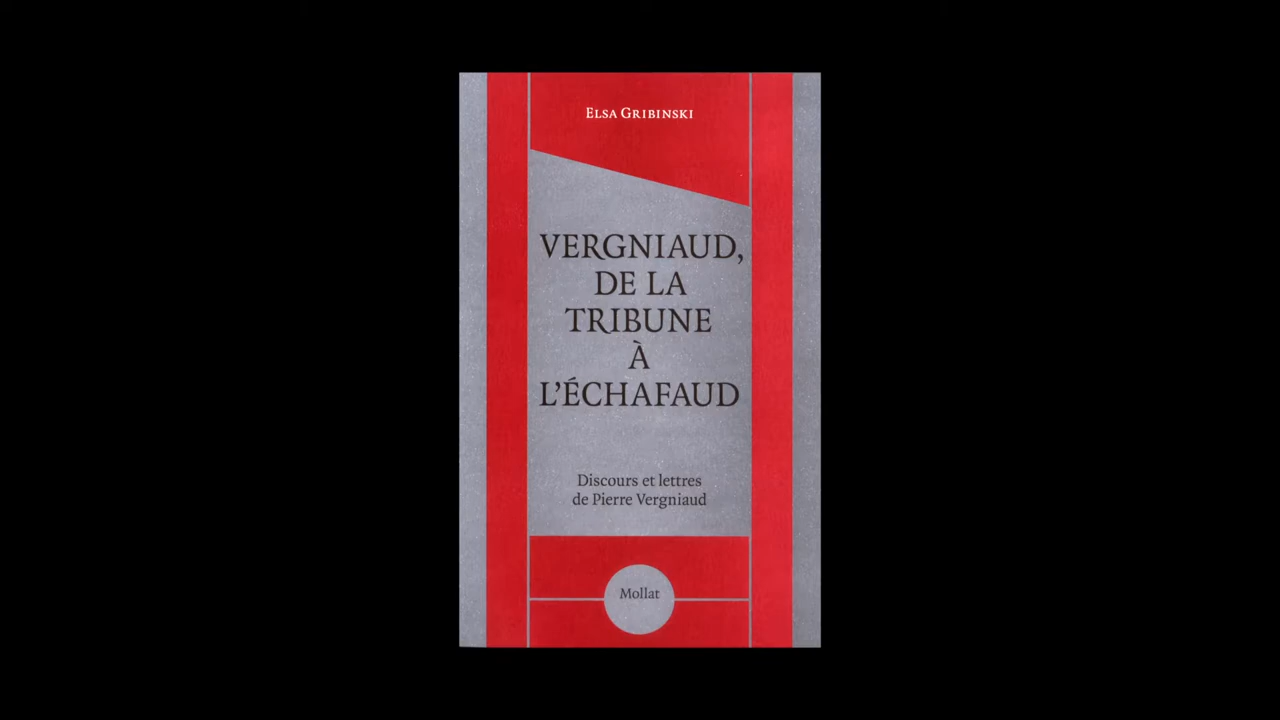 Elsa Gribinski
VERGNIAUD,
DE LA
TRIBUNE
À
L’ÉCHAFAUD
Discours et lettres
de Pierre Vergniaud
Mollat